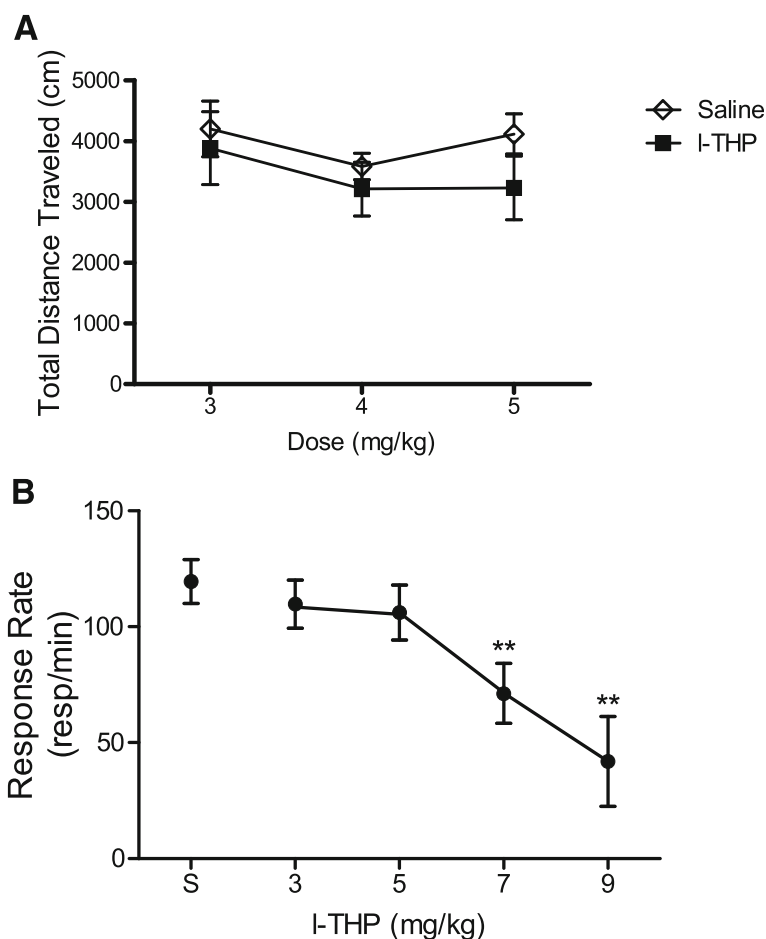 A
Total Distance Traveled (cm)
5000
4000
3000
2000
1000
0
3 4 5
Dose (mg/kg)
Saline
l-THP
B
Response Rate
(resp/min)
150
100
50
0
**
**
S 3 5 7 9
l-THP (mg/kg)